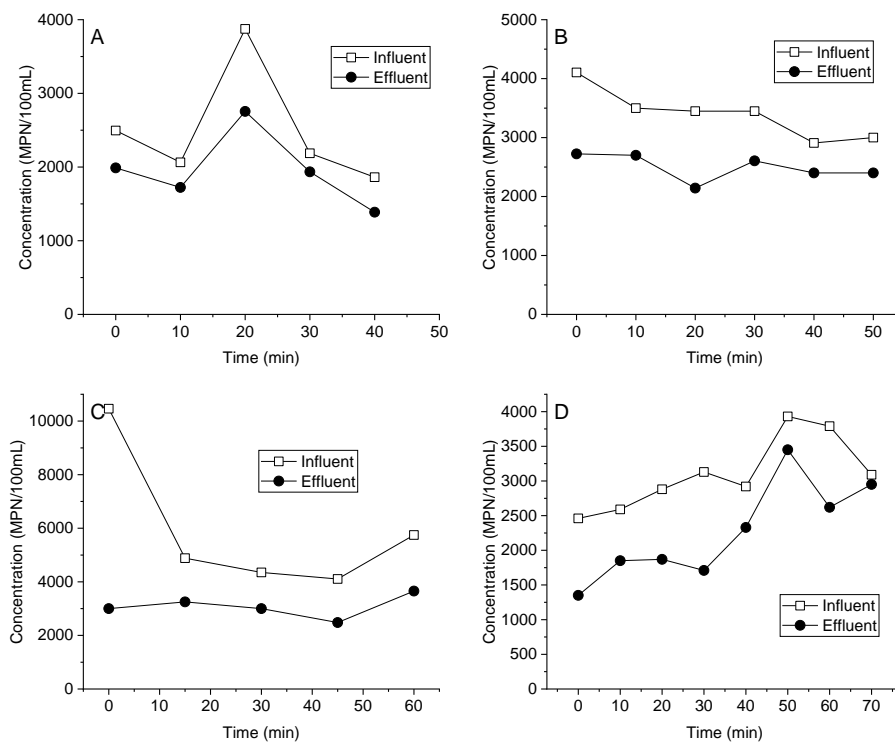 A
Influent
Effluent
4000
3000
2000
1000
0
Concentration (MPN/100mL)
0 10 20 30 40 50
Time (min)
B
Influent
Effluent
5000
4000
3000
2000
1000
0
Concentration (MPN/100mL)
0 10 20 30 40 50
Time (min)
C
Influent
Effluent
10000
8000
6000
4000
2000
0
Concentration (MPN/100mL)
0 10 20 30 40 50 60
Time (min)
D
Influent
Effluent
4000
3500
3000
2500
2000
1500
1000
500
0
Concentration (MPN/100mL)
0 10 20 30 40 50 60 70
Time (min)